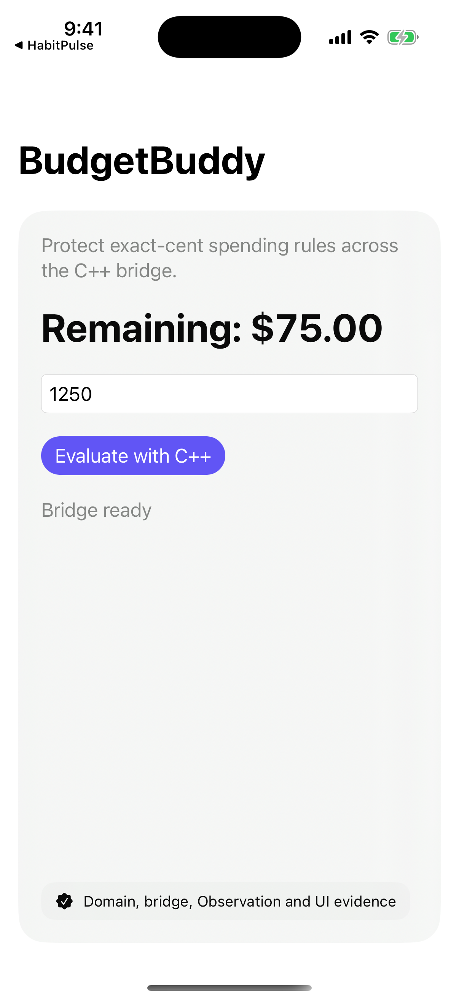 9:41
◀ HabitPulse
BudgetBuddy
Protect exact-cent spending rules across
the C++ bridge.
Remaining: $75.00
1250
Evaluate with C++
Bridge ready
Domain, bridge, Observation and UI evidence